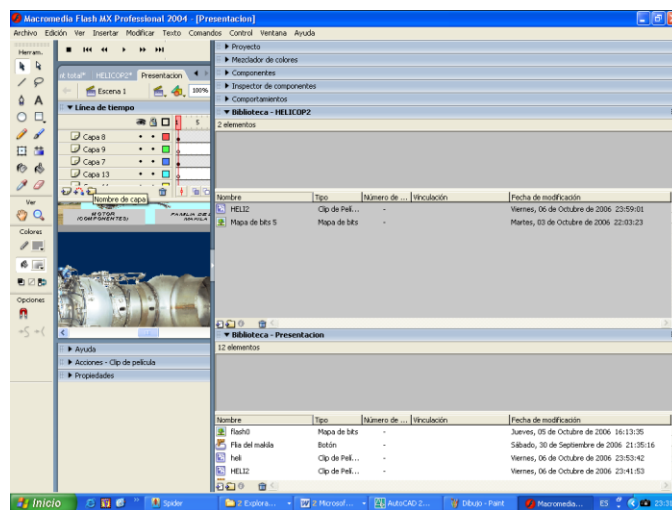 Macromedia Flash MX Professional 2004 - [Presentacion]
Archivo Edición Ver Insertar Modificar Texto Comandos Control Ventana Ayuda
Herram.
Ver
Colores
Opciones
HELICOP2* Presentacion
Escena 1 100%
Línea de tiempo
1 5
Capa 8
Capa 9
Capa 7
Capa 13
Nombre de capa
MOTOR
(COMPONENTES)
Ayuda
Acciones - Clip de película
Propiedades
Proyecto
Mezclador de colores
Componentes
Inspector de componentes
Comportamientos
Biblioteca - HELICOP2
2 elementos
Nombre Tipo Número de ... Vinculación Fecha de modificación
HELI2 Clip de Pelí... - Viernes, 06 de Octubre de 2006 23:59:01
Mapa de bits 5 Mapa de bits - Martes, 03 de Octubre de 2006 22:03:23
Biblioteca - Presentacion
12 elementos
Nombre Tipo Número de ... Vinculación Fecha de modificación
flash0 Mapa de bits - Jueves, 05 de Octubre de 2006 16:13:35
Flia del makila Botón - Sábado, 30 de Septiembre de 2006 21:35:16
heli Clip de Pelí... - Viernes, 06 de Octubre de 2006 23:53:42
HELI2 Clip de Pelí... - Viernes, 06 de Octubre de 2006 23:41:53
Inicio Spider 2 Explora... 2 Microsof... AutoCAD 2... Dibujo - Paint Macromedia... ES